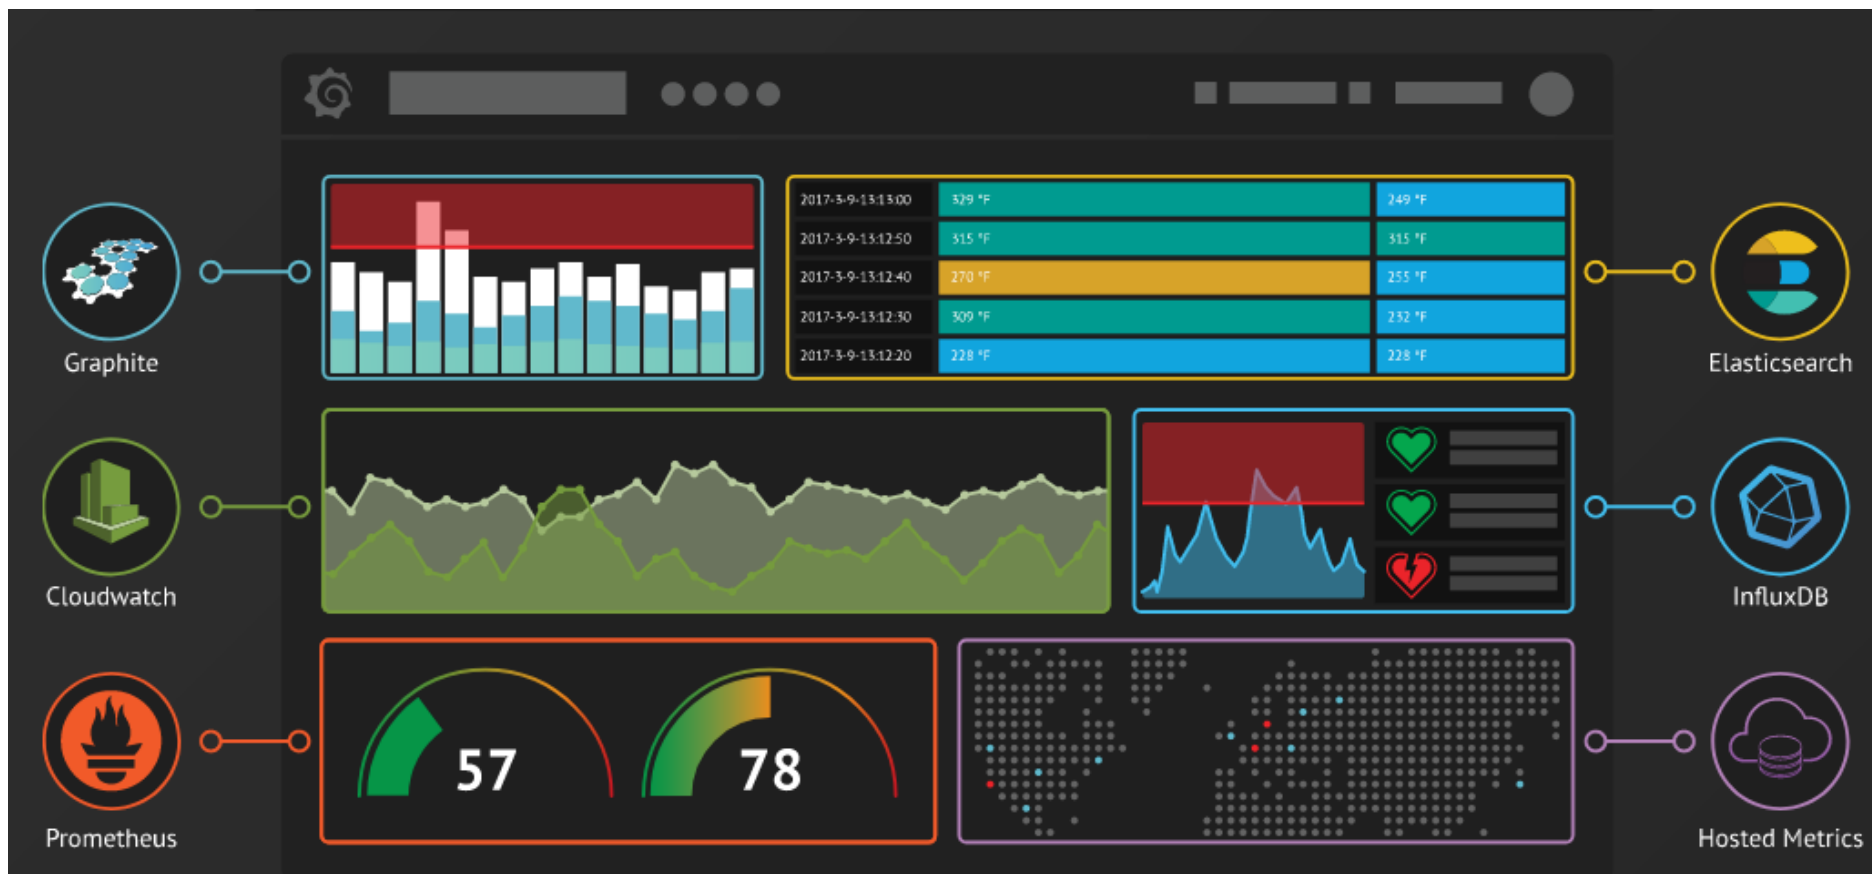 Graphite
Cloudwatch
Prometheus
2017-3-9-13:13:00 329 °F 249 °F
2017-3-9-13:12:50 315 °F 315 °F
2017-3-9-13:12:40 270 °F 255 °F
2017-3-9-13:12:30 309 °F 232 °F
2017-3-9-13:12:20 228 °F 228 °F
57
78
Elasticsearch
InfluxDB
Hosted Metrics